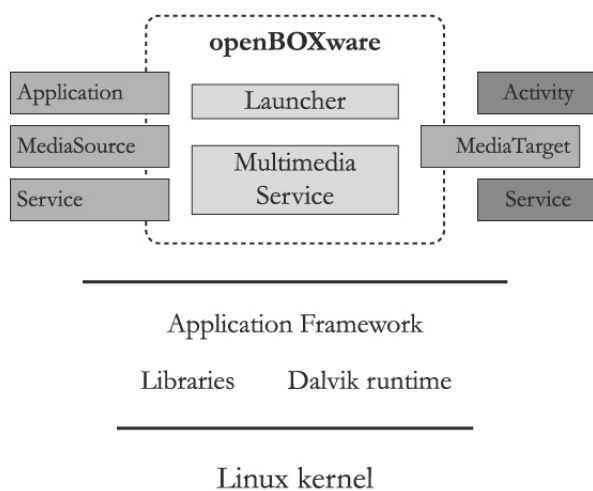 openBOXware
Application
Launcher
Activity
MediaSource
Multimedia
Service
MediaTarget
Service
Service
Application Framework
Libraries
Dalvik runtime
Linux kernel